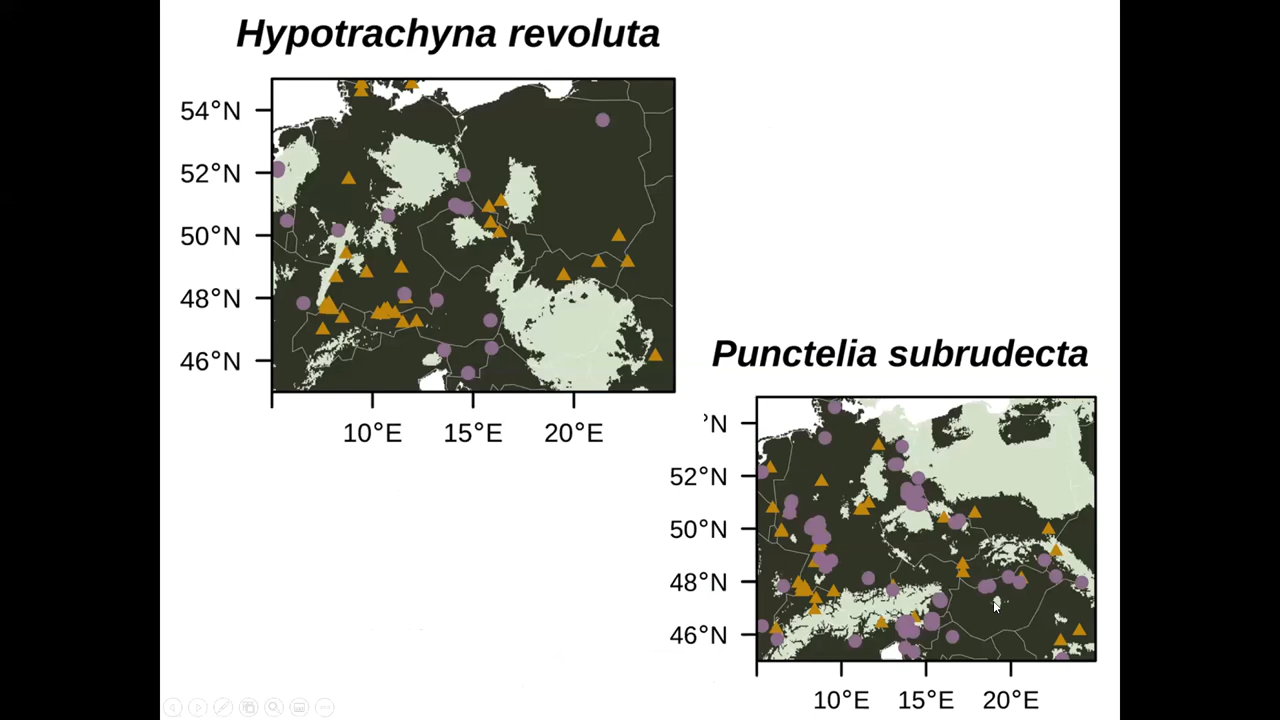 Hypotrachyna revoluta
54°N
52°N
50°N
48°N
46°N
10°E 15°E 20°E
Punctelia subrudecta
°N
52°N
50°N
48°N
46°N
10°E 15°E 20°E